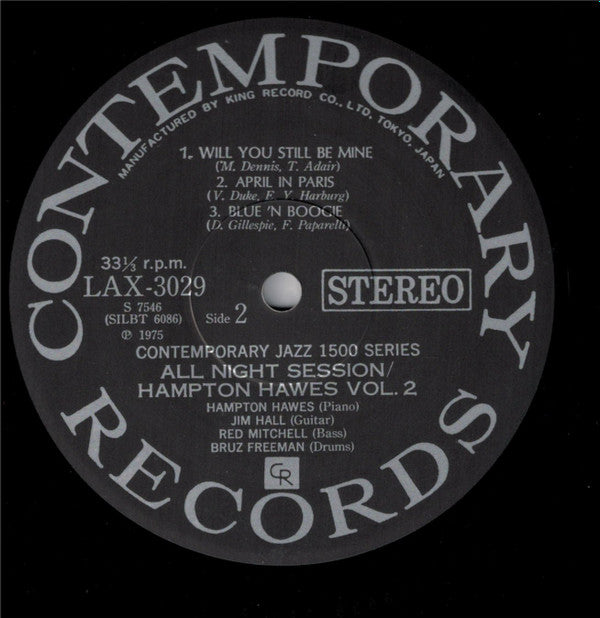 CONTEMPORARY
MANUFACTURED BY KING RECORD CO., LTD. TOKYO, JAPAN
1. WILL YOU STILL BE MINE
(M. Dennis, T. Adair)
2. APRIL IN PARIS
(V. Duke, E. Y. Harburg)
3. BLUE 'N BOOGIE
(D. Gillespie, F. Paparelli)
33⅓ r.p.m.
LAX-3029
S 7546
(SILBT 6086)
℗ 1975
Side 2
STEREO
CONTEMPORARY JAZZ 1500 SERIES
ALL NIGHT SESSION/
HAMPTON HAWES VOL. 2
HAMPTON HAWES (Piano)
JIM HALL (Guitar)
RED MITCHELL (Bass)
BRUZ FREEMAN (Drums)
CR
RECORDS